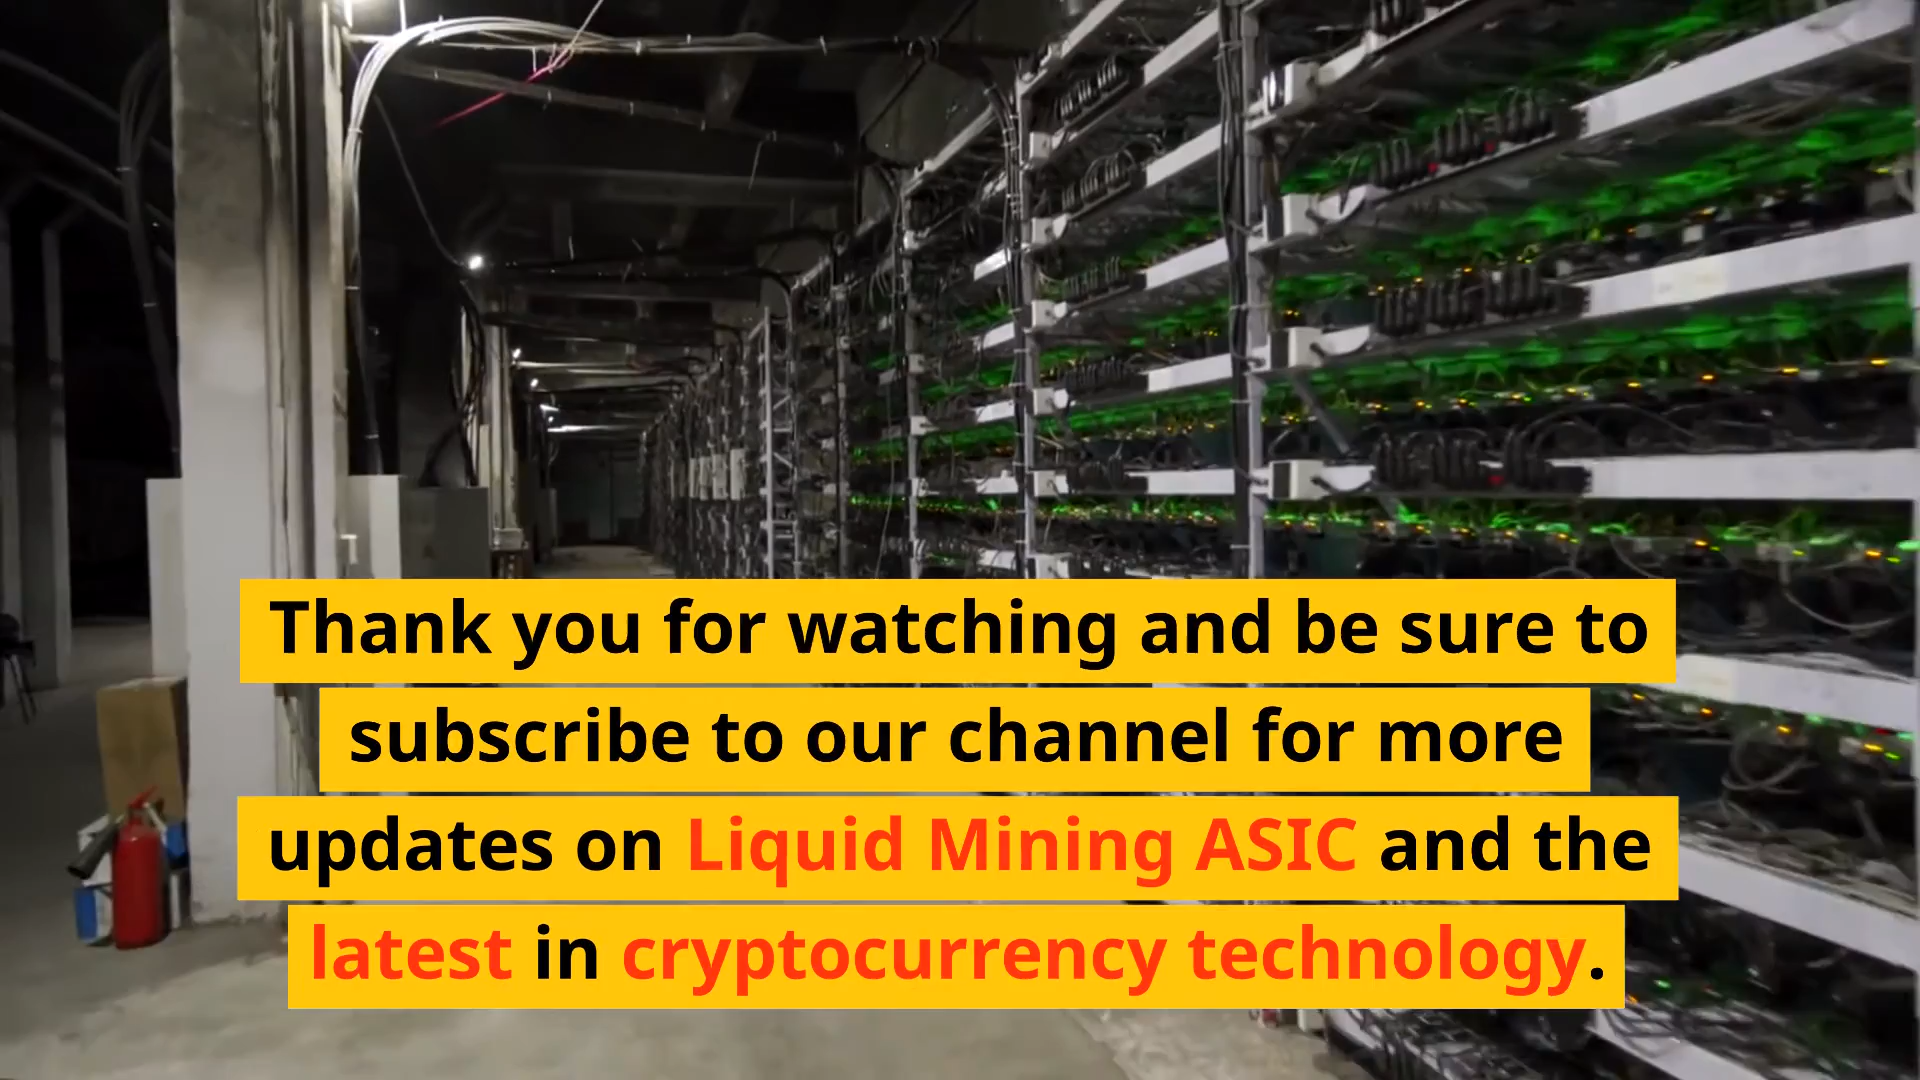 Thank you for watching and be sure to
subscribe to our channel for more
updates on Liquid Mining ASIC and the
latest in cryptocurrency technology.